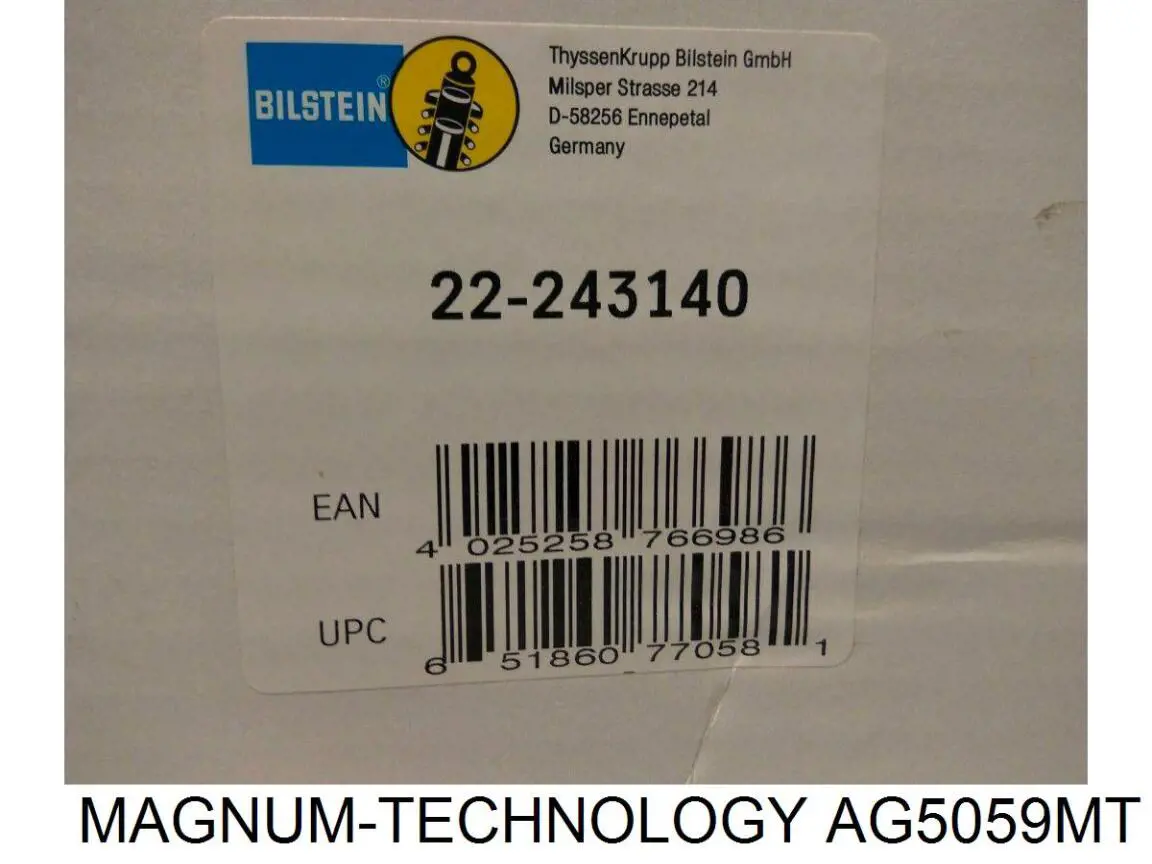 BILSTEIN®
ThyssenKrupp Bilstein GmbH
Milsper Strasse 214
D-58256 Ennepetal
Germany
22-243140
EAN
4 025258 766986
UPC
6 51860 77058 1
MAGNUM-TECHNOLOGY AG5059MT